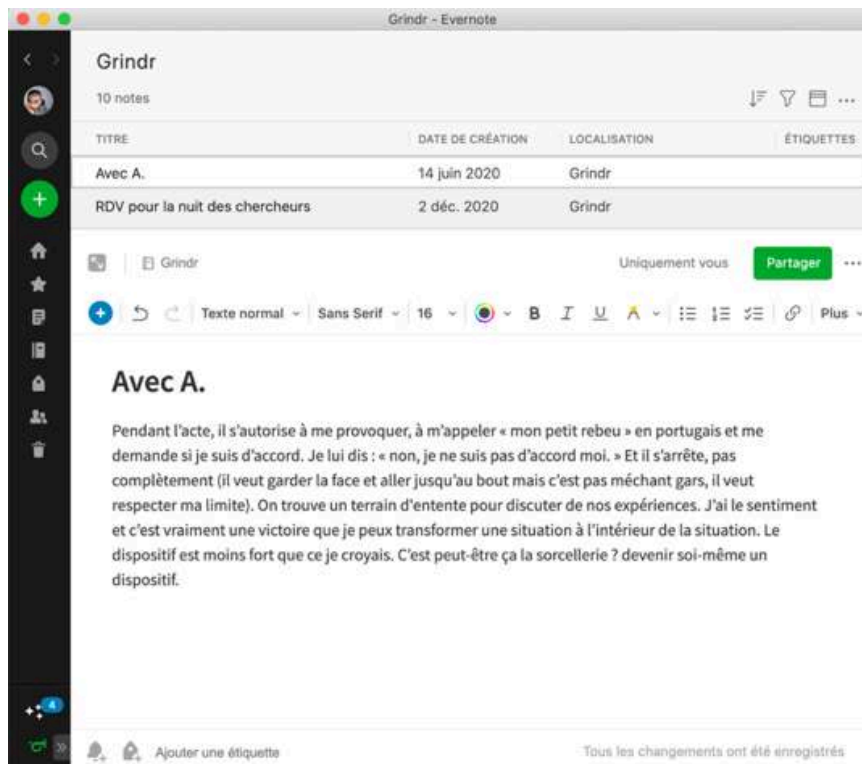 Grindr - Evernote
Grindr
10 notes
TITRE DATE DE CRÉATION LOCALISATION ÉTIQUETTES
Avec A. 14 juin 2020 Grindr
RDV pour la nuit des chercheurs 2 déc. 2020 Grindr
Grindr Uniquement vous Partager
Texte normal Sans Serif 16 B I U A Plus
Avec A.
Pendant l'acte, il s'autorise à me provoquer, à m'appeler « mon petit rebeu » en portugais et me
demande si je suis d'accord. Je lui dis : « non, je ne suis pas d'accord moi. » Et il s'arrête, pas
complètement (il veut garder la face et aller jusqu'au bout mais c'est pas méchant gars, il veut
respecter ma limite). On trouve un terrain d'entente pour discuter de nos expériences. J'ai le sentiment
et c'est vraiment une victoire que je peux transformer une situation à l'intérieur de la situation. Le
dispositif est moins fort que ce je croyais. C'est peut-être ça la sorcellerie ? devenir soi-même un
dispositif.
4
Ajouter une étiquette Tous les changements ont été enregistrés